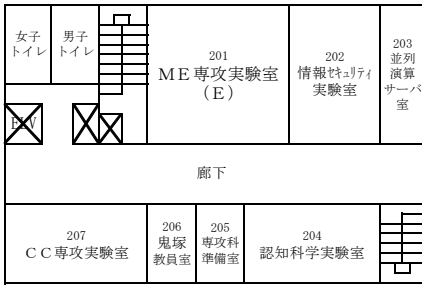 女子
トイレ
男子
トイレ
201
ＭＥ専攻実験室
（Ｅ）
202
情報ｾｷｭﾘﾃｨ
実験室
203
並列
演算
サーバ
室
ELV
廊下
207
ＣＣ専攻実験室
206
鬼塚
教員室
205
専攻科
準備室
204
認知科学実験室